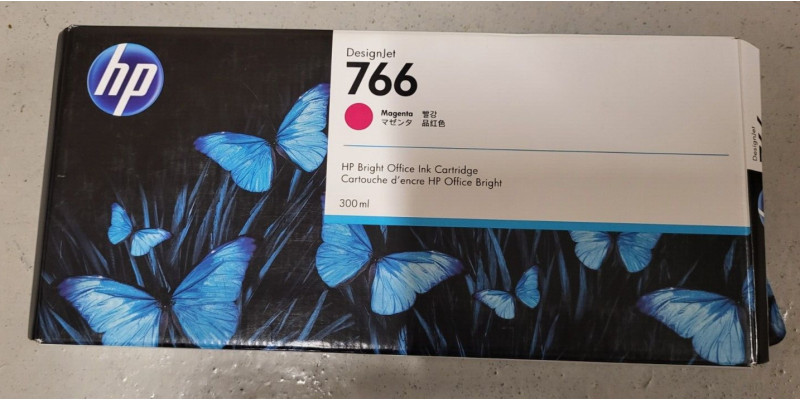 hp
DesignJet
766
Magenta 빨강
マゼンタ 品红色
HP Bright Office Ink Cartridge
Cartouche d'encre HP Office Bright
300 ml
DesignJet